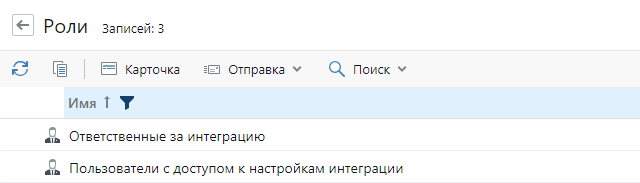 Роли Записей: 3
Карточка Отправка Поиск
Имя
Ответственные за интеграцию
Пользователи с доступом к настройкам интеграции